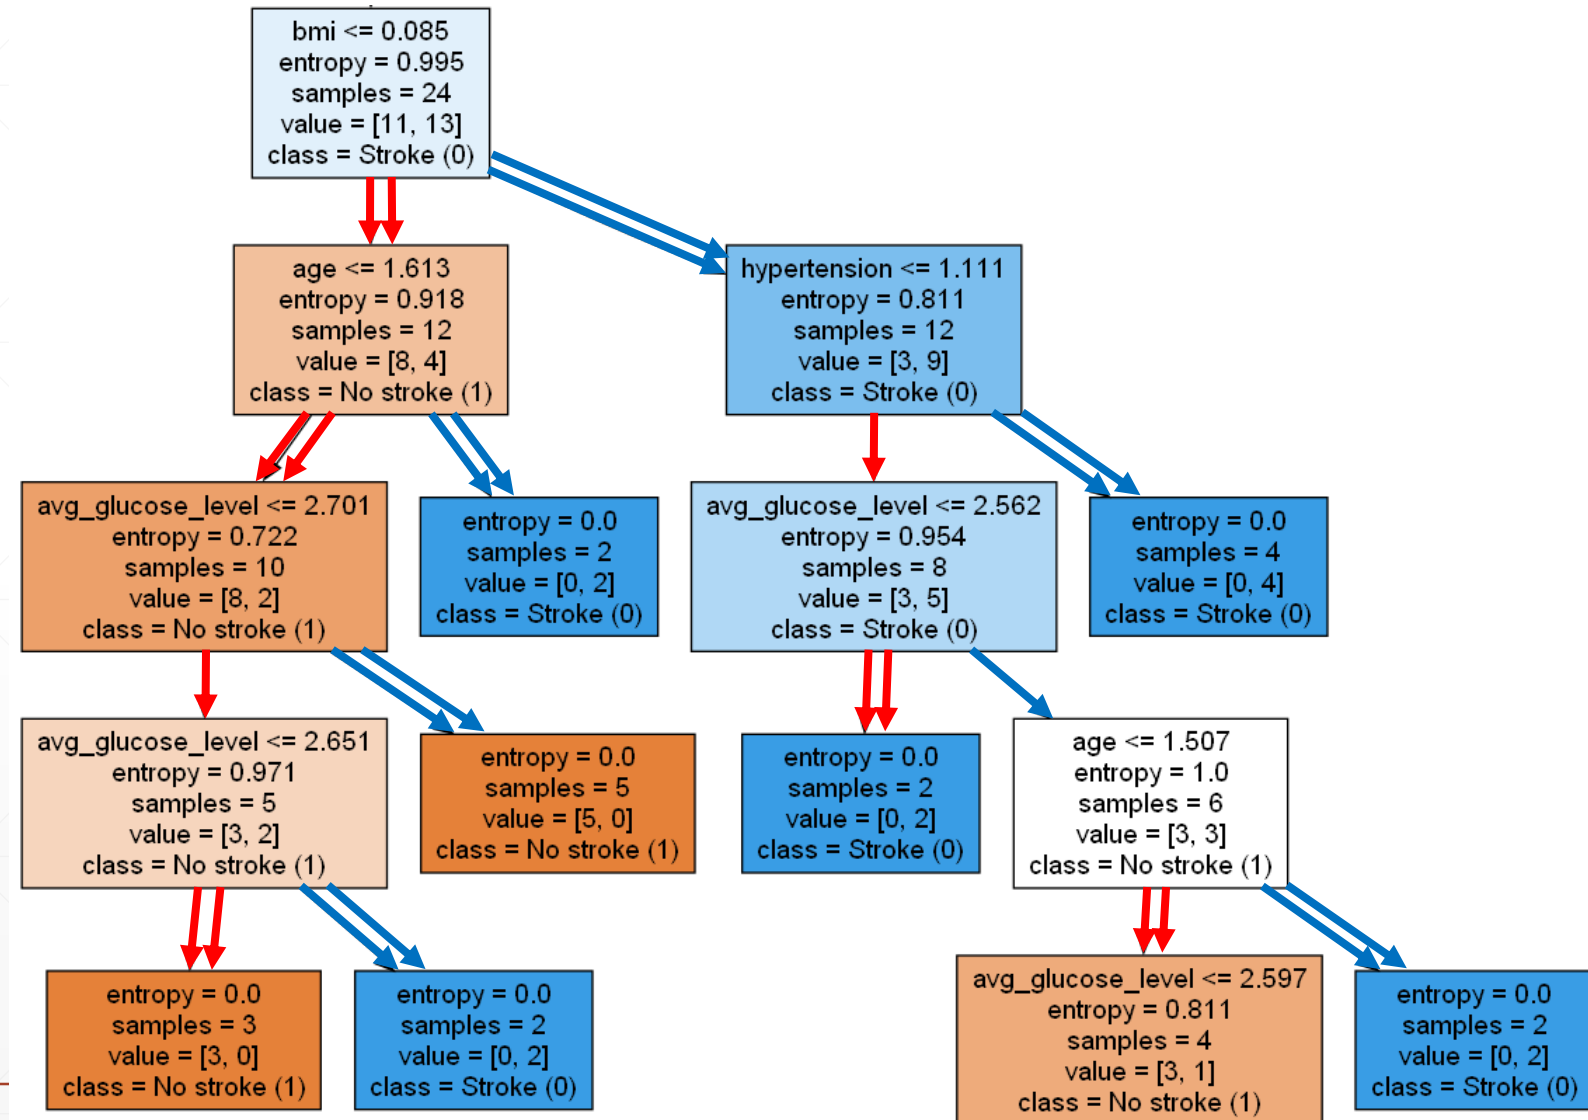 bmi <= 0.085
entropy = 0.995
samples = 24
value = [11, 13]
class = Stroke (0)
age <= 1.613
entropy = 0.918
samples = 12
value = [8, 4]
class = No stroke (1)
hypertension <= 1.111
entropy = 0.811
samples = 12
value = [3, 9]
class = Stroke (0)
avg_glucose_level <= 2.701
entropy = 0.722
samples = 10
value = [8, 2]
class = No stroke (1)
entropy = 0.0
samples = 2
value = [0, 2]
class = Stroke (0)
avg_glucose_level <= 2.562
entropy = 0.954
samples = 8
value = [3, 5]
class = Stroke (0)
entropy = 0.0
samples = 4
value = [0, 4]
class = Stroke (0)
avg_glucose_level <= 2.651
entropy = 0.971
samples = 5
value = [3, 2]
class = No stroke (1)
entropy = 0.0
samples = 5
value = [5, 0]
class = No stroke (1)
entropy = 0.0
samples = 2
value = [0, 2]
class = Stroke (0)
age <= 1.507
entropy = 1.0
samples = 6
value = [3, 3]
class = No stroke (1)
entropy = 0.0
samples = 3
value = [3, 0]
class = No stroke (1)
entropy = 0.0
samples = 2
value = [0, 2]
class = Stroke (0)
avg_glucose_level <= 2.597
entropy = 0.811
samples = 4
value = [3, 1]
class = No stroke (1)
entropy = 0.0
samples = 2
value = [0, 2]
class = Stroke (0)